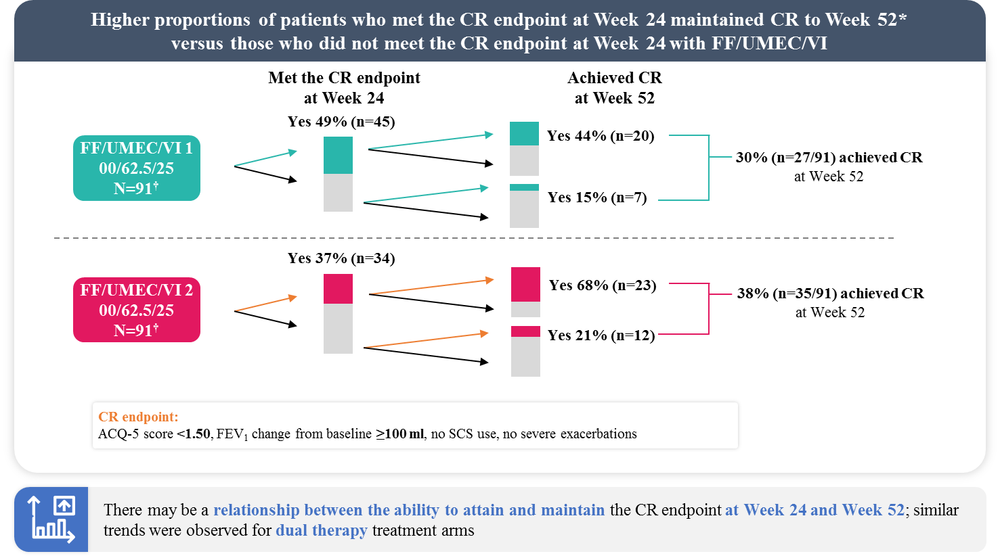 Higher proportions of patients who met the CR endpoint at Week 24 maintained CR to Week 52*
versus those who did not meet the CR endpoint at Week 24 with FF/UMEC/VI
Met the CR endpoint
at Week 24
Achieved CR
at Week 52
Yes 49% (n=45)
FF/UMEC/VI 1
00/62.5/25
N=91†
Yes 44% (n=20)
Yes 15% (n=7)
30% (n=27/91) achieved CR
at Week 52
Yes 37% (n=34)
FF/UMEC/VI 2
00/62.5/25
N=91†
Yes 68% (n=23)
Yes 21% (n=12)
38% (n=35/91) achieved CR
at Week 52
CR endpoint:
ACQ-5 score <1.50, FEV₁ change from baseline ≥100 ml, no SCS use, no severe exacerbations
There may be a relationship between the ability to attain and maintain the CR endpoint at Week 24 and Week 52; similar
trends were observed for dual therapy treatment arms